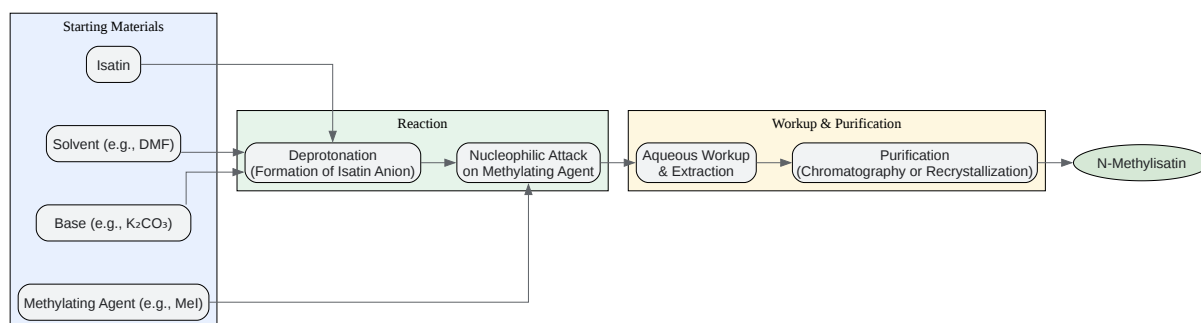 Starting Materials
Isatin
Solvent (e.g., DMF)
Base (e.g., K₂CO₃)
Methylating Agent (e.g., MeI)
Reaction
Deprotonation
(Formation of Isatin Anion)
Nucleophilic Attack
on Methylating Agent
Workup & Purification
Aqueous Workup
& Extraction
Purification
(Chromatography or Recrystallization)
N-Methylisatin